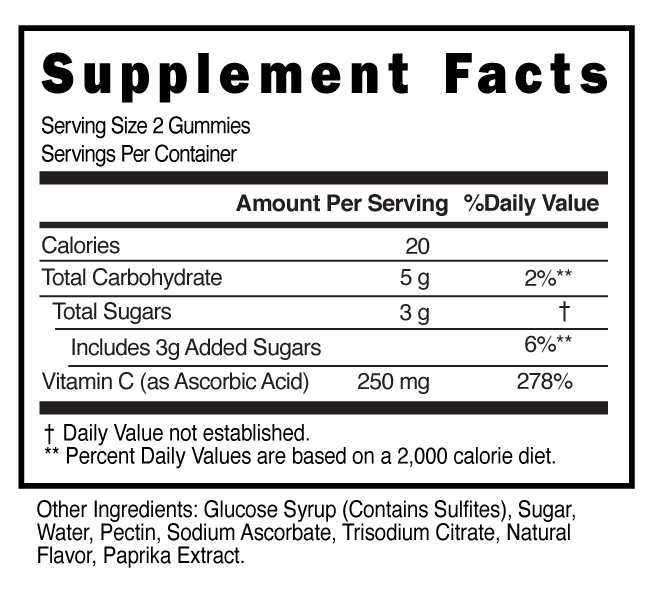 Supplement Facts
Serving Size 2 Gummies
Servings Per Container
Amount Per Serving %Daily Value
Calories 20
Total Carbohydrate 5 g 2%**
Total Sugars 3 g †
Includes 3g Added Sugars 6%**
Vitamin C (as Ascorbic Acid) 250 mg 278%
† Daily Value not established.
** Percent Daily Values are based on a 2,000 calorie diet.
Other Ingredients: Glucose Syrup (Contains Sulfites), Sugar,
Water, Pectin, Sodium Ascorbate, Trisodium Citrate, Natural
Flavor, Paprika Extract.